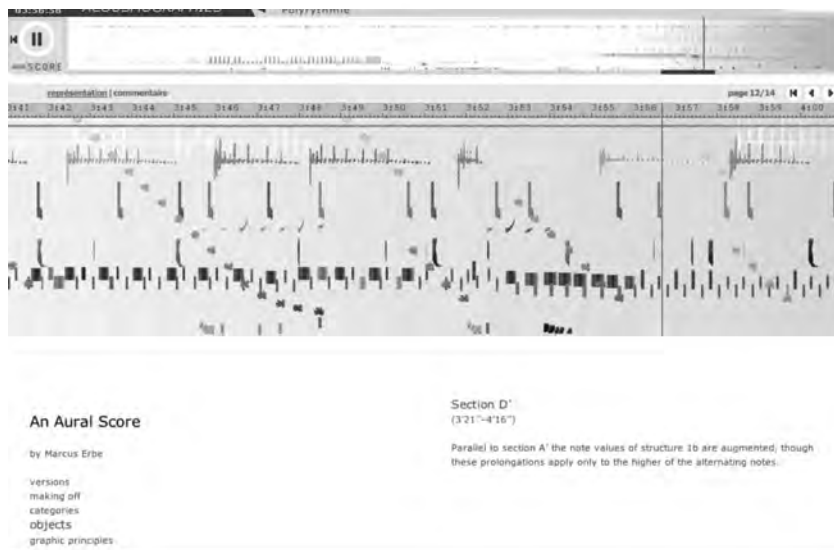 ACOUSMOGRAPHIES
Polyrythmie
SCORE
représentation | commentaire
page 12/14
3:41 3:42 3:43 3:44 3:45 3:46 3:47 3:48 3:49 3:50 3:51 3:52 3:53 3:54 3:55 3:56 3:57 3:58 3:59 4:00
An Aural Score
by Marcus Erbe
versions
making off
categories
objects
graphic principles
Section D'
(3'21"–4'16")
Parallel to section A' the note values of structure 1b are augmented, though
these prolongations apply only to the higher of the alternating notes.